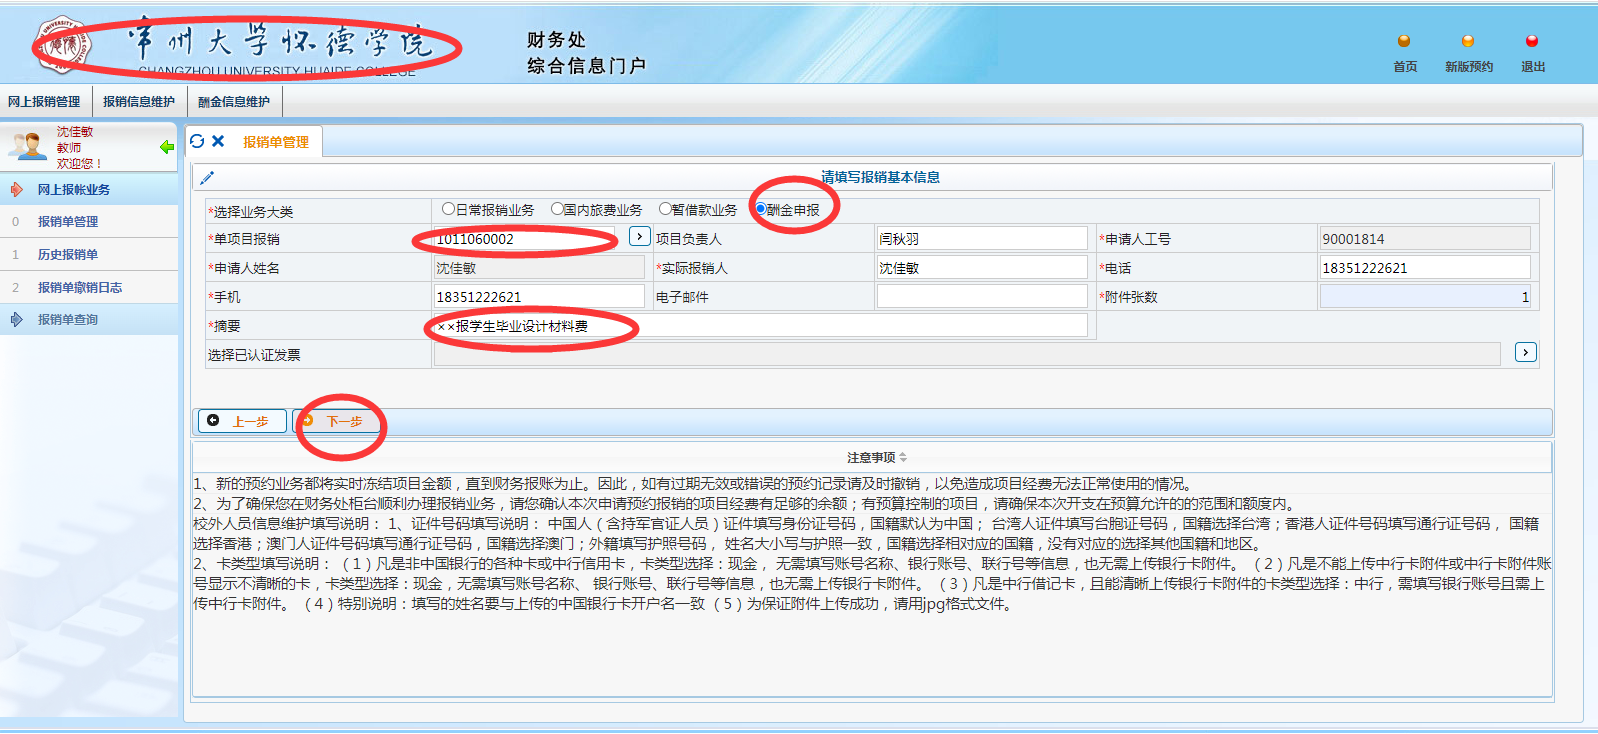 常州大学怀德学院
CHANGZHOU UNIVERSITY HUAIDE COLLEGE
财务处
综合信息门户
首页 新版预约 退出
网上报销管理 报销信息维护 酬金信息维护
沈佳敏
教师
欢迎您！
网上报帐业务
0 报销单管理
1 历史报销单
2 报销单撤销日志
报销单查询
报销单管理
请填写报销基本信息
*选择业务大类 日常报销业务 国内旅费业务 暂借款业务 酬金申报
*单项目报销 1011060002 项目负责人 闫秋羽 *申请人工号 90001814
*申请人姓名 沈佳敏 *实际报销人 沈佳敏 *电话 18351222621
*手机 18351222621 电子邮件 *附件张数 1
*摘要 ××报学生毕业设计材料费
选择已认证发票
上一步 下一步
注意事项
1、新的预约业务都将实时冻结项目金额，直到财务报账为止。因此，如有过期无效或错误的预约记录请及时撤销，以免造成项目经费无法正常使用的情况。
2、为了确保您在财务处柜台顺利办理报销业务，请您确认本次申请预约报销的项目经费有足够的余额；有预算控制的项目，请确保本次开支在预算允许的的范围和额度内。
校外人员信息维护填写说明： 1、证件号码填写说明： 中国人（含持军官证人员）证件填写身份证号码，国籍默认为中国； 台湾人证件填写台胞证号码，国籍选择台湾；香港人证件号码填写通行证号码， 国籍
选择香港；澳门人证件号码填写通行证号码，国籍选择澳门；外籍填写护照号码， 姓名大小写与护照一致，国籍选择相对应的国籍，没有对应的选择其他国籍和地区。
2、卡类型填写说明： （1）凡是非中国银行的各种卡或中行信用卡，卡类型选择：现金， 无需填写账号名称、银行账号、联行号等信息，也无需上传银行卡附件。 （2）凡是不能上传中行卡附件或中行卡附件账
号显示不清晰的卡，卡类型选择：现金，无需填写账号名称、 银行账号、联行号等信息，也无需上传银行卡附件。 （3）凡是中行借记卡，且能清晰上传银行卡附件的卡类型选择：中行，需填写银行账号且需上
传中行卡附件。 （4）特别说明：填写的姓名要与上传的中国银行卡开户名一致 （5）为保证附件上传成功，请用jpg格式文件。